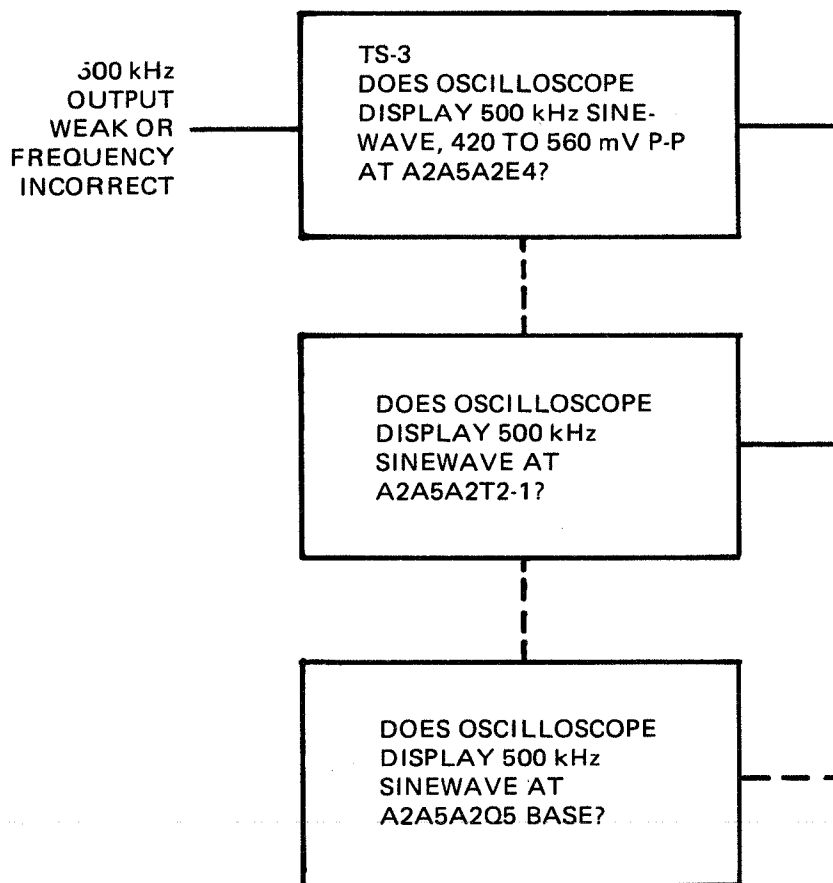 500 kHz
OUTPUT
WEAK OR
FREQUENCY
INCORRECT
TS-3
DOES OSCILLOSCOPE
DISPLAY 500 kHz SINE-
WAVE, 420 TO 560 mV P-P
AT A2A5A2E4?
DOES OSCILLOSCOPE
DISPLAY 500 kHz
SINEWAVE AT
A2A5A2T2-1?
DOES OSCILLOSCOPE
DISPLAY 500 kHz
SINEWAVE AT
A2A5A2Q5 BASE?